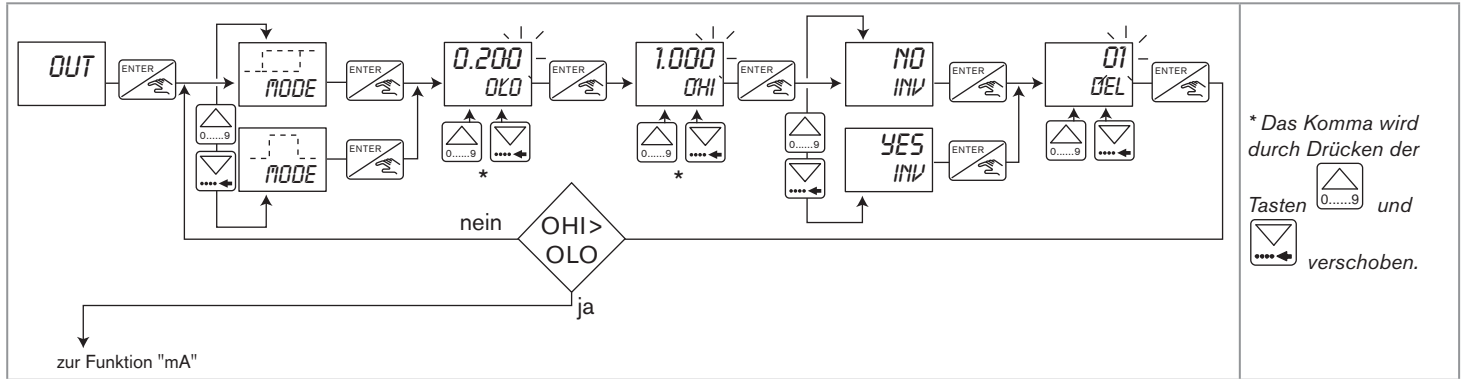 OUT
ENTER
MODE
ENTER
0......9
MODE
ENTER
0.200
OLO
ENTER
0......9
*
1.000
OHI
ENTER
0......9
*
NO
INV
ENTER
0......9
YES
INV
ENTER
01
DEL
ENTER
0......9
nein
OHI>
OLO
ja
zur Funktion "mA"
* Das Komma wird
durch Drücken der
Tasten 0......9 und
verschoben.